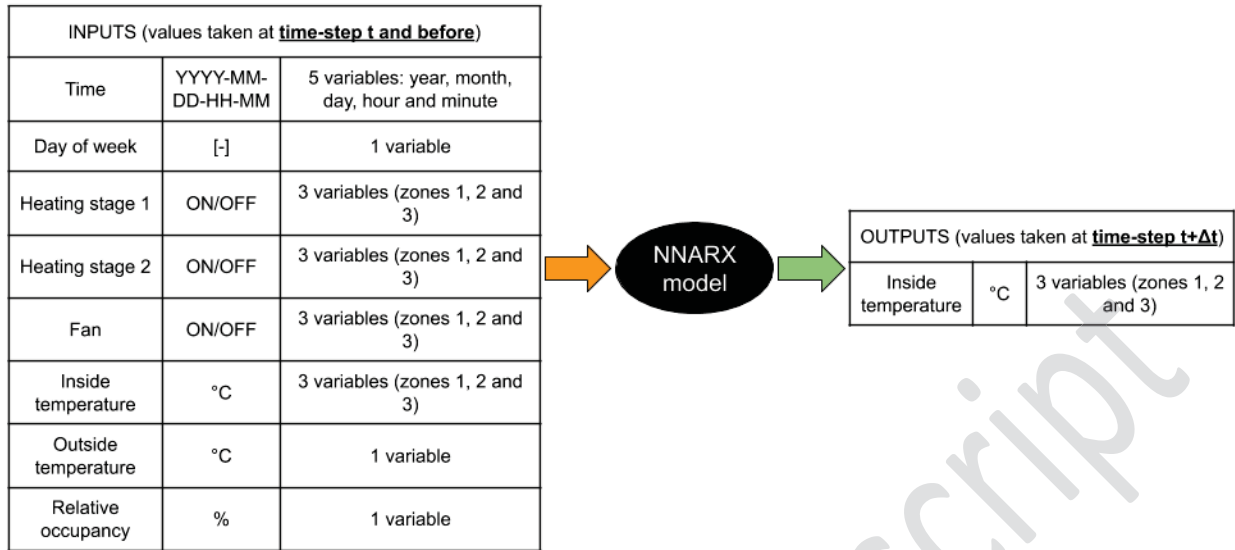 INPUTS (values taken at time-step t and before)
Time
YYYY-MM-
DD-HH-MM
5 variables: year, month,
day, hour and minute
Day of week
[-]
1 variable
Heating stage 1
ON/OFF
3 variables (zones 1, 2 and
3)
Heating stage 2
ON/OFF
3 variables (zones 1, 2 and
3)
Fan
ON/OFF
3 variables (zones 1, 2 and
3)
Inside
temperature
°C
3 variables (zones 1, 2 and
3)
Outside
temperature
°C
1 variable
Relative
occupancy
%
1 variable
NNARX
model
OUTPUTS (values taken at time-step t+Δt)
Inside
temperature
°C
3 variables (zones 1, 2
and 3)
script